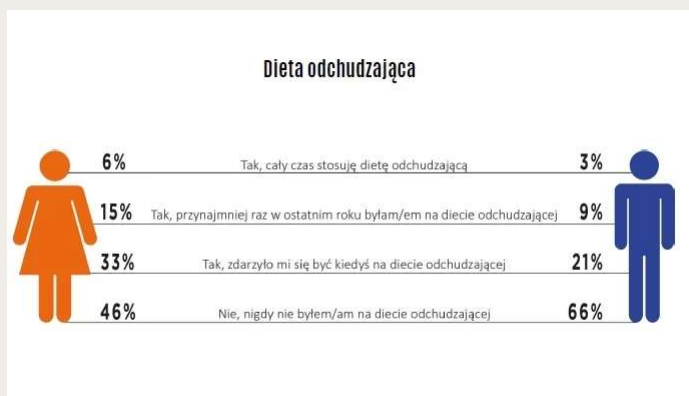 Dieta odchudzająca
6% Tak, cały czas stosuję dietę odchudzającą 3%
15% Tak, przynajmniej raz w ostatnim roku byłam/em na diecie odchudzającej 9%
33% Tak, zdarzyło mi się być kiedyś na diecie odchudzającej 21%
46% Nie, nigdy nie byłem/am na diecie odchudzającej 66%